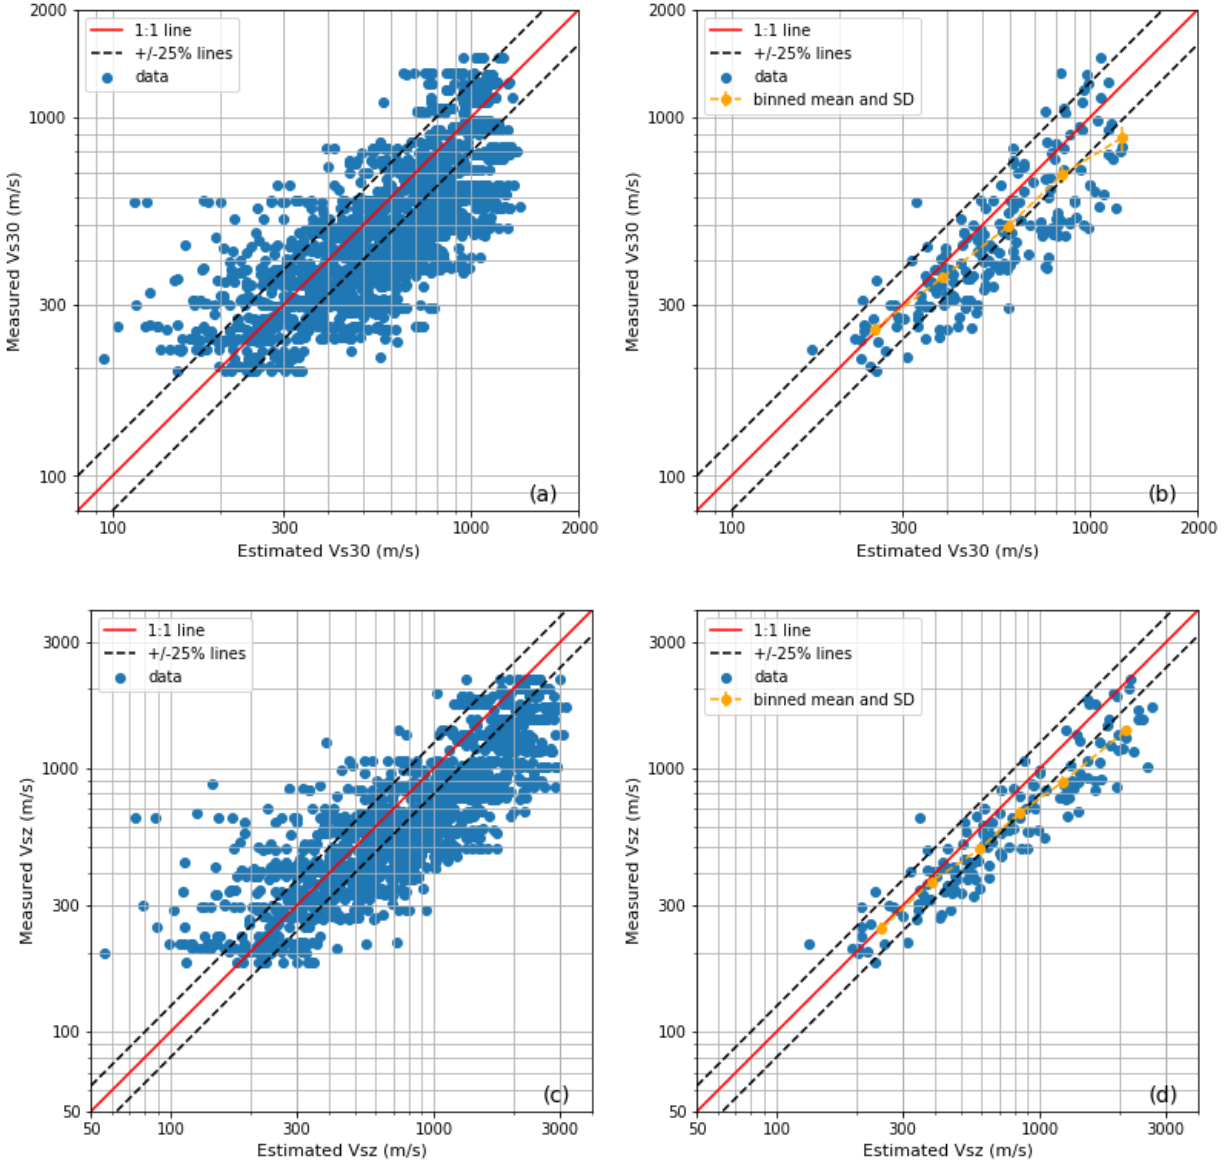 2000
1000
300
100
Measured Vs30 (m/s)
1:1 line
+/-25% lines
data
(a)
100
300
1000
2000
Estimated Vs30 (m/s)
2000
1000
300
100
Measured Vs30 (m/s)
1:1 line
+/-25% lines
data
binned mean and SD
(b)
100
300
1000
2000
Estimated Vs30 (m/s)
3000
1000
300
100
50
Measured Vsz (m/s)
1:1 line
+/-25% lines
data
(c)
50
100
300
1000
3000
Estimated Vsz (m/s)
3000
1000
300
100
50
Measured Vsz (m/s)
1:1 line
+/-25% lines
data
binned mean and SD
(d)
50
100
300
1000
3000
Estimated Vsz (m/s)